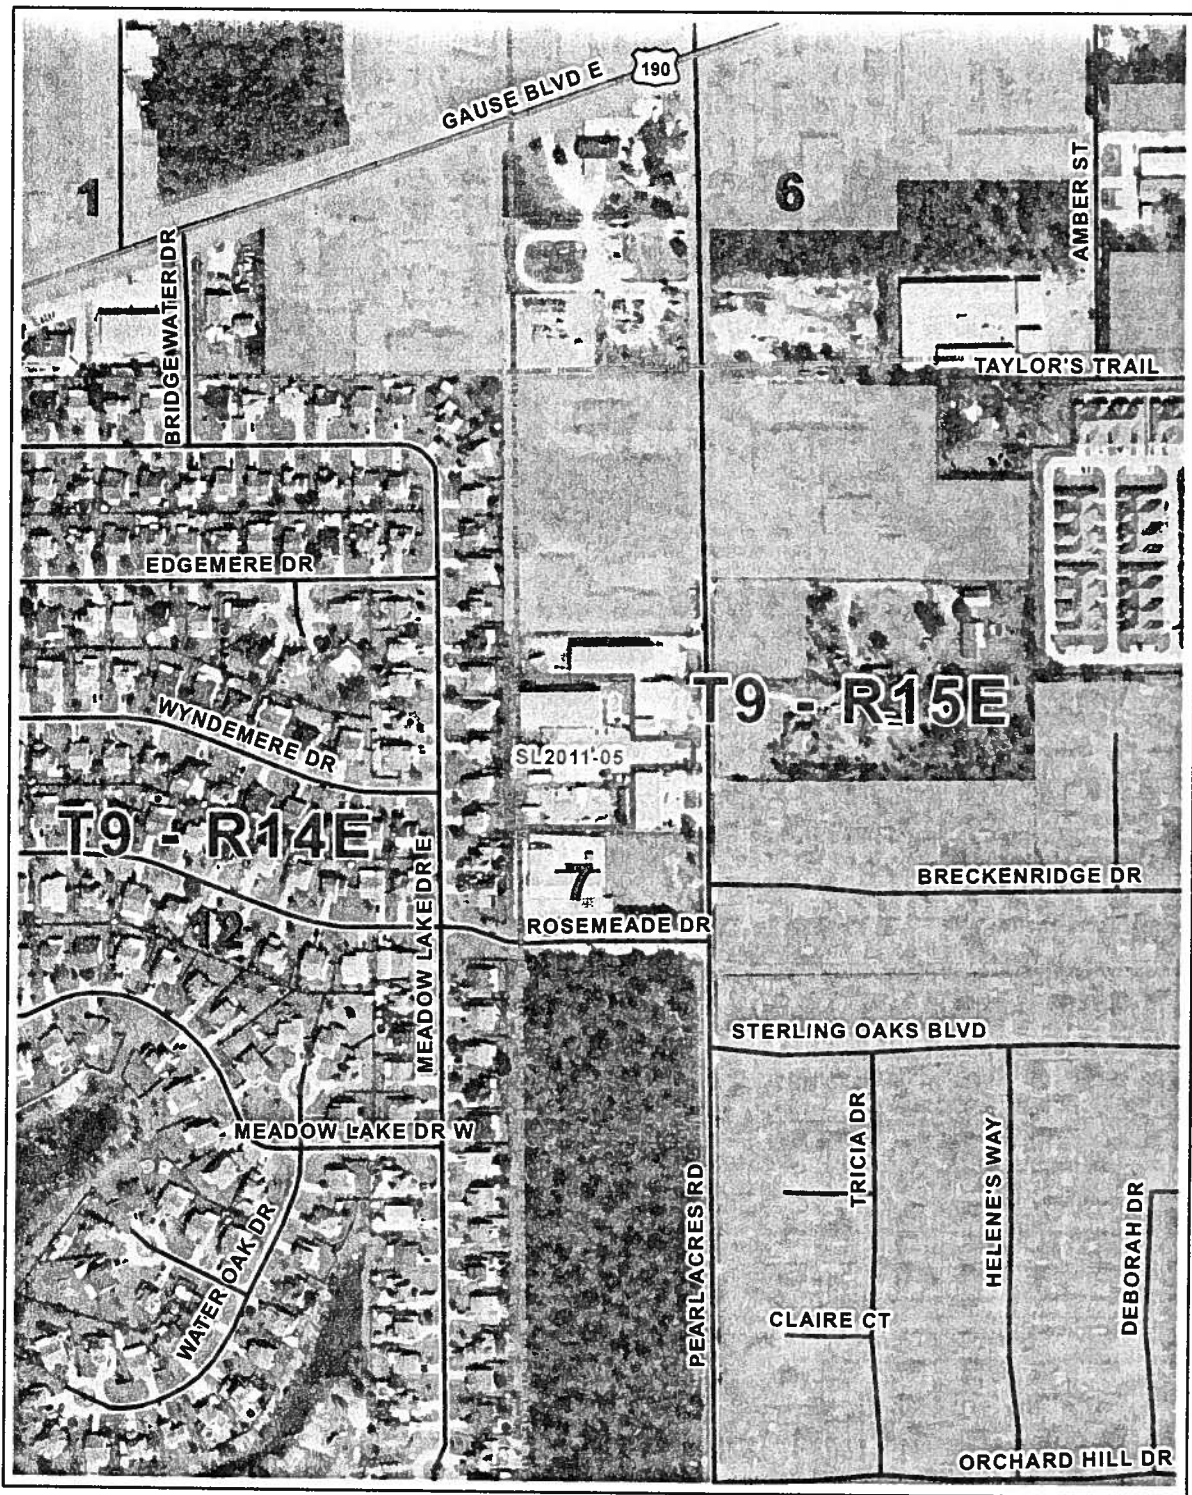 GAUSE BLVD E
190
1
6
AMBER ST
BRIDGE WATER DR
TAYLOR'S TRAIL
EDGEMERE DR
WYNDEMERE DR
T9 - R15E
SL2011-05
T9 - R14E
MEADOW LAKE DR E
7
BRECKENRIDGE DR
12
ROSEMEADE DR
STERLING OAKS BLVD
MEADOW LAKE DR W
TRICIA DR
HELENE'S WAY
DEBORAH DR
WATER OAK DR
PEARL ACRES RD
CLAIRE CT
ORCHARD HILL DR